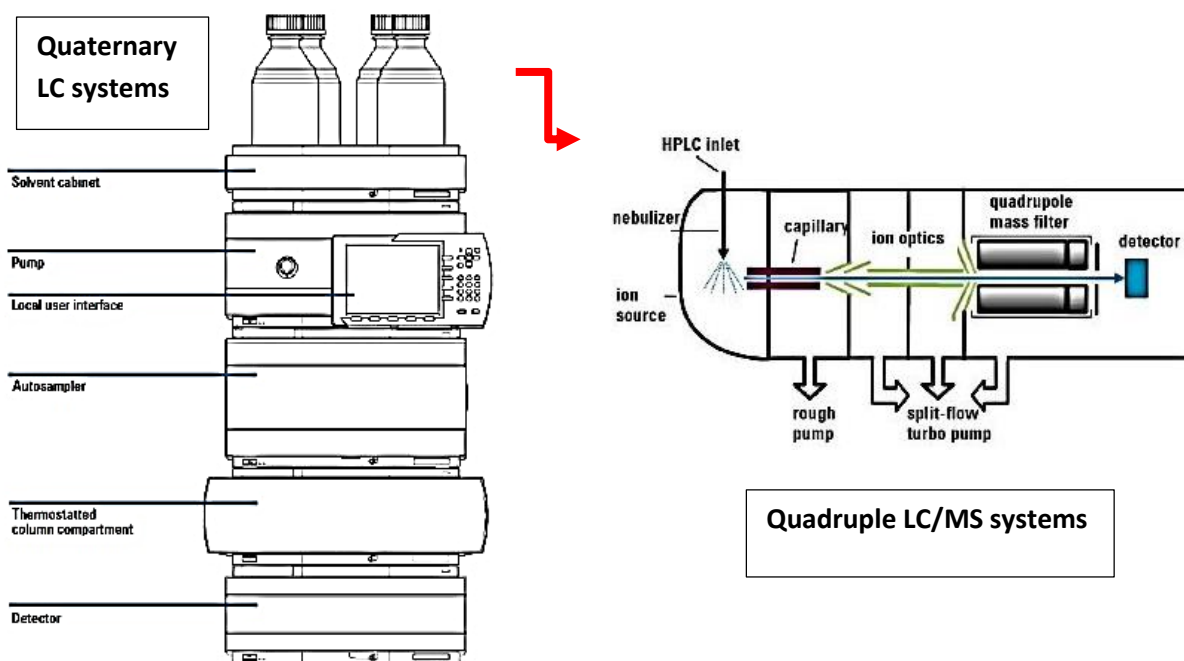 Quaternary
LC systems
Solvent cabinet
Pump
Local user interface
Autosampler
Thermostatted
column compartment
Detector
HPLC inlet
nebulizer
capillary
ion optics
quadrupole
mass filter
detector
ion
source
rough
pump
split-flow
turbo pump
Quadruple LC/MS systems